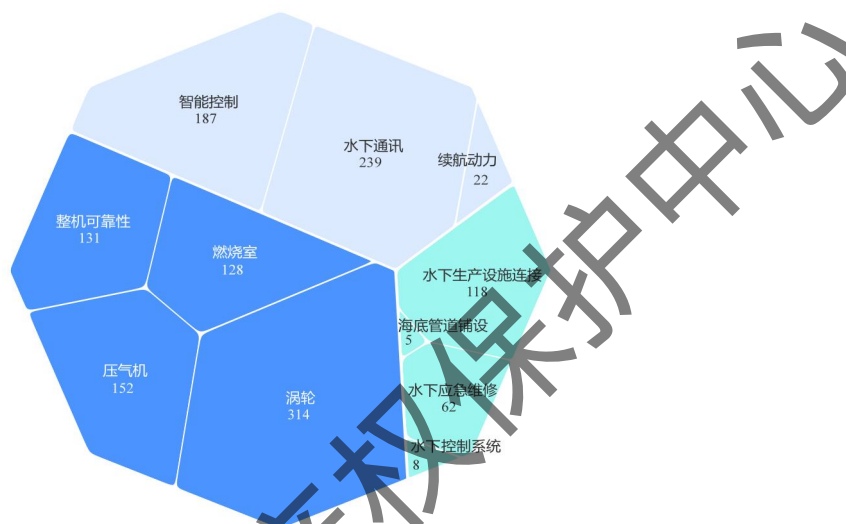 智能控制
187
水下通讯
239
续航动力
22
整机可靠性
131
燃烧室
128
水下生产设施连接
118
海底管道铺设
5
压气机
152
涡轮
314
水下应急维修
62
水下控制系统
8
权保护中心